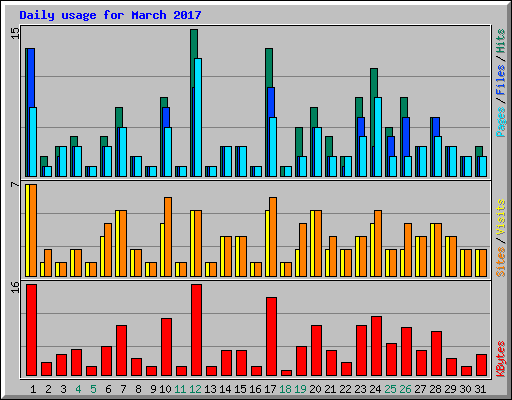 Daily usage for March 2017
15
Pages / Files / Hits
7
Sites / Visits
16
KBytes
1 2 3 4 5 6 7 8 9 10 11 12 13 14 15 16 17 18 19 20 21 22 23 24 25 26 27 28 29 30 31